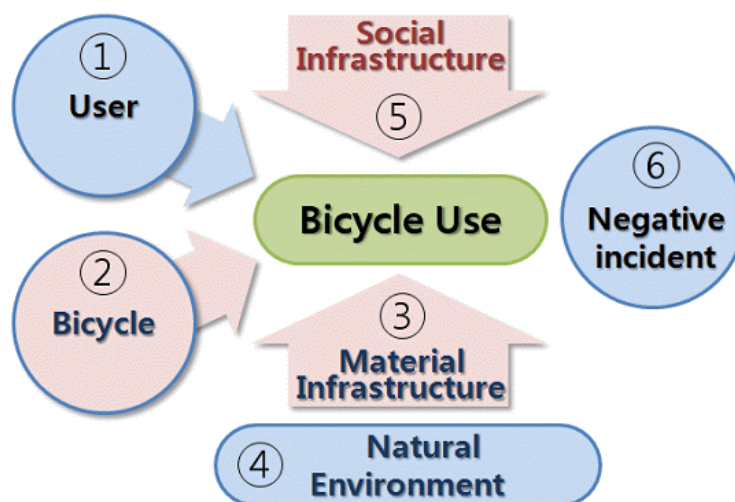 ①
User
Social
Infrastructure
⑤
⑥
Negative
incident
Bicycle Use
②
Bicycle
③
Material
Infrastructure
④ Natural
Environment